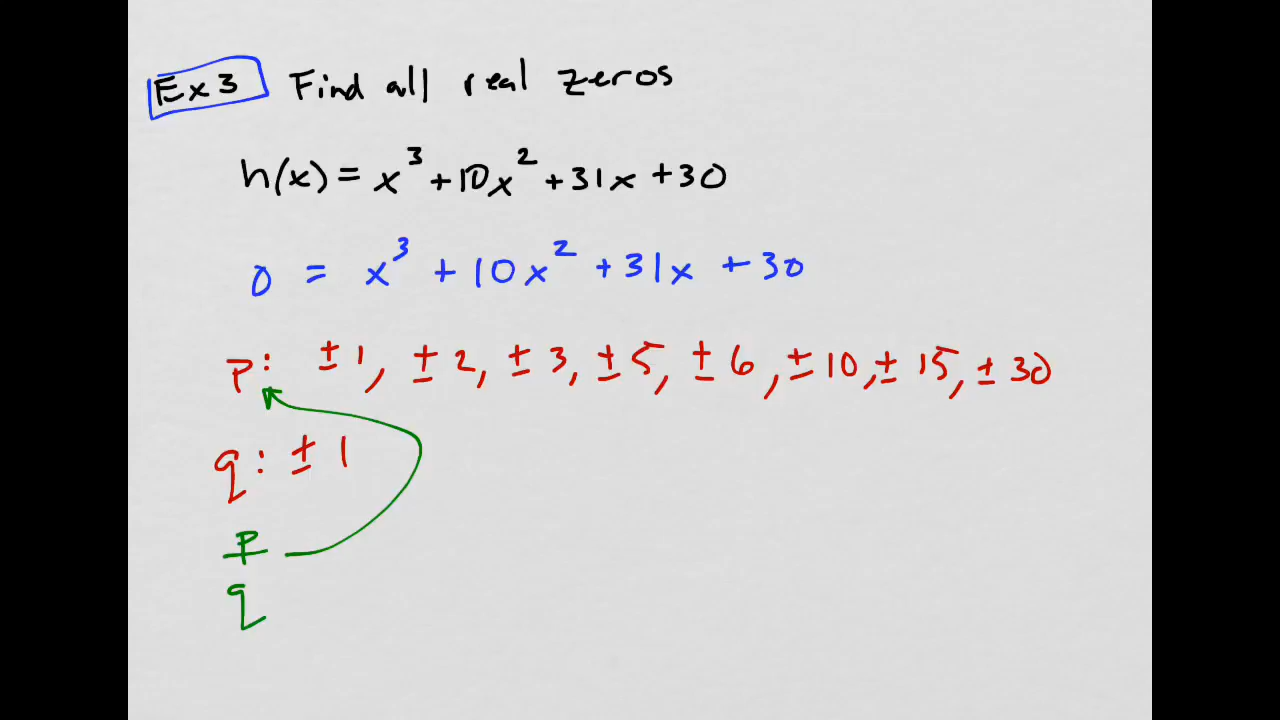 Ex 3 Find all real zeros
h(x) = x³ + 10x² + 31x + 30
0 = x³ + 10x² + 31x + 30
p: ± 1, ± 2, ± 3, ± 5, ± 6, ± 10, ± 15, ± 30
q: ± 1
p
q